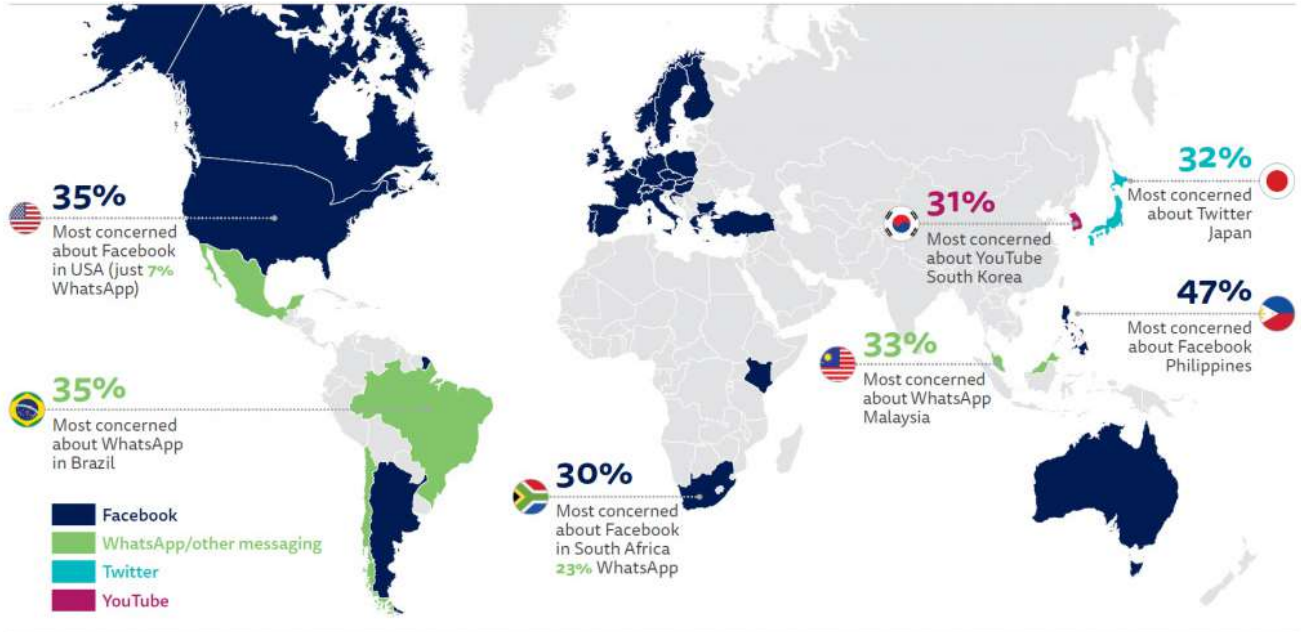 35%
Most concerned
about Facebook
in USA (just 7%
WhatsApp)
35%
Most concerned
about WhatsApp
in Brazil
Facebook
WhatsApp/other messaging
Twitter
YouTube
30%
Most concerned
about Facebook
in South Africa
23% WhatsApp
31%
Most concerned
about YouTube
South Korea
33%
Most concerned
about WhatsApp
Malaysia
32%
Most concerned
about Twitter
Japan
47%
Most concerned
about Facebook
Philippines